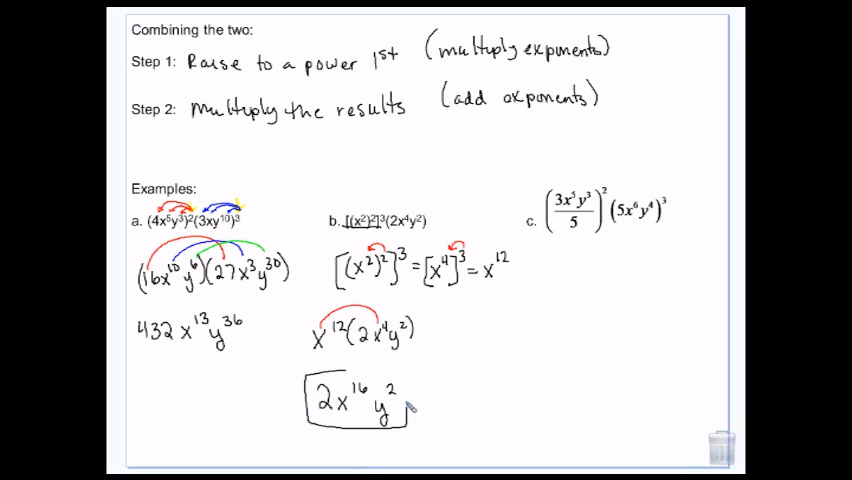 Combining the two:
Step 1: Raise to a power 1st (multiply exponents)
Step 2: multiply the results (add exponents)
Examples:
a. (4x⁵y³)²(3xy¹⁰)³
b. [(x²)²]³(2x⁴y²)
c. (3x⁵y³/5)²(5x⁶y⁴)³
(16x¹⁰y⁶)(27x³y³⁰)
[(x²)²]³ = [x⁴]³ = x¹²
432x¹³y³⁶
x¹²(2x⁴y²)
2x¹⁶y²